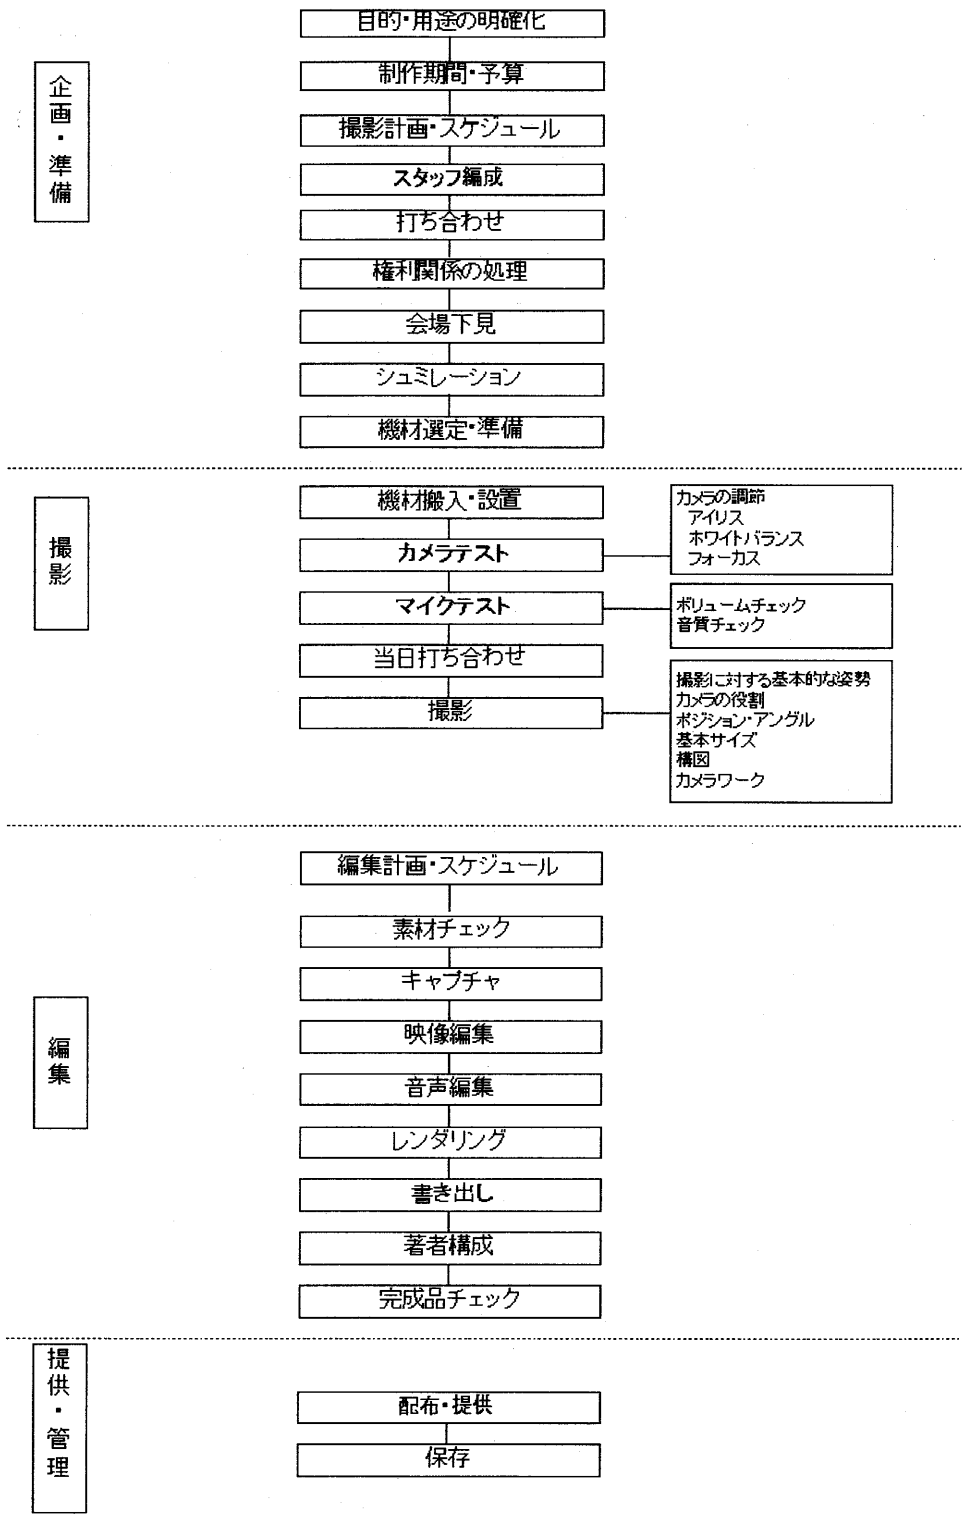 企画・準備
目的・用途の明確化
制作期間・予算
撮影計画・スケジュール
スタッフ編成
打ち合わせ
権利関係の処理
会場下見
シュミレーション
機材選定・準備
撮影
機材搬入・設置
カメラテスト
カメラの調節
アイリス
ホワイトバランス
フォーカス
マイクテスト
ボリュームチェック
音質チェック
当日打ち合わせ
撮影
撮影に対する基本的な姿勢
カメラの役割
ポジション・アングル
基本サイズ
構図
カメラワーク
編集
編集計画・スケジュール
素材チェック
キャプチャ
映像編集
音声編集
レンダリング
書き出し
著者構成
完成品チェック
提供・管理
配布・提供
保存